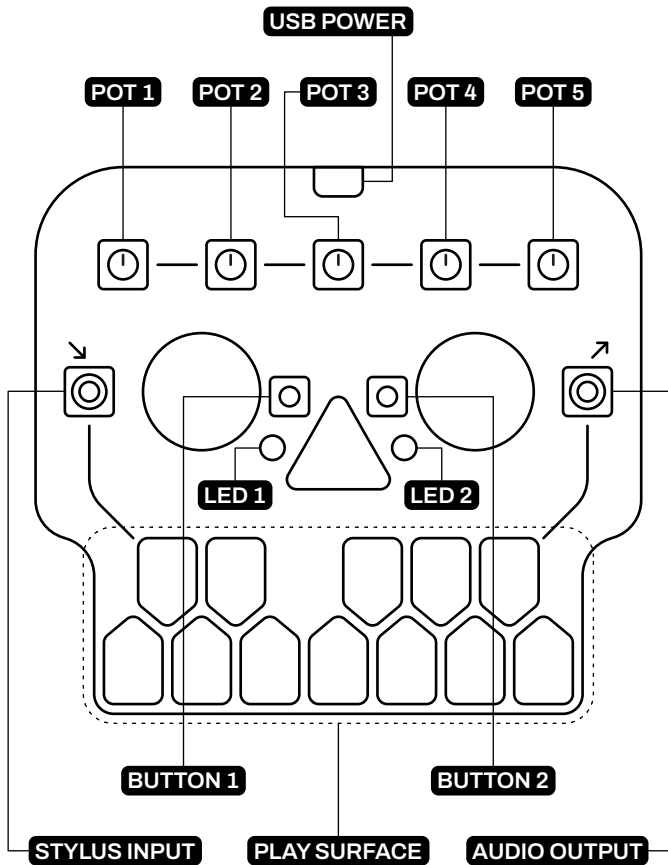 USB POWER
POT 1
POT 2
POT 3
POT 4
POT 5
LED 1
LED 2
BUTTON 1
BUTTON 2
STYLUS INPUT
PLAY SURFACE
AUDIO OUTPUT